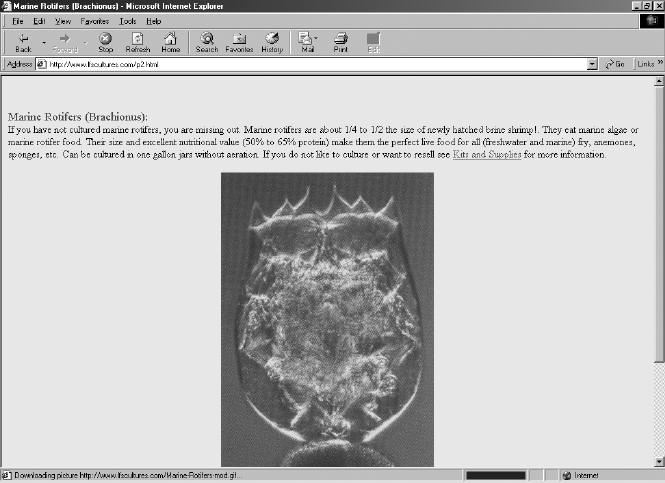 Marine Rotifers (Brachionus) - Microsoft Internet Explorer
File Edit View Favorites Tools Help
Back Forward Stop Refresh Home Search Favorites History Mail Print Edit
Address http://www.lfscultures.com/p2.html Go Links »
Marine Rotifers (Brachionus):
If you have not cultured marine rotifers, you are missing out. Marine rotifers are about 1/4 to 1/2 the size of newly hatched brine shrimp!. They eat marine algae or
marine rotifer food. Their size and excellent nutritional value (50% to 65% protein) make them the perfect live food for all (freshwater and marine) fry, anemones,
sponges, etc. Can be cultured in one gallon jars without aeration. If you do not like to culture or want to resell see Kits and Supplies for more information.
Downloading picture http://www.lfscultures.com/Marine-Rotifers-mod.gif... Internet